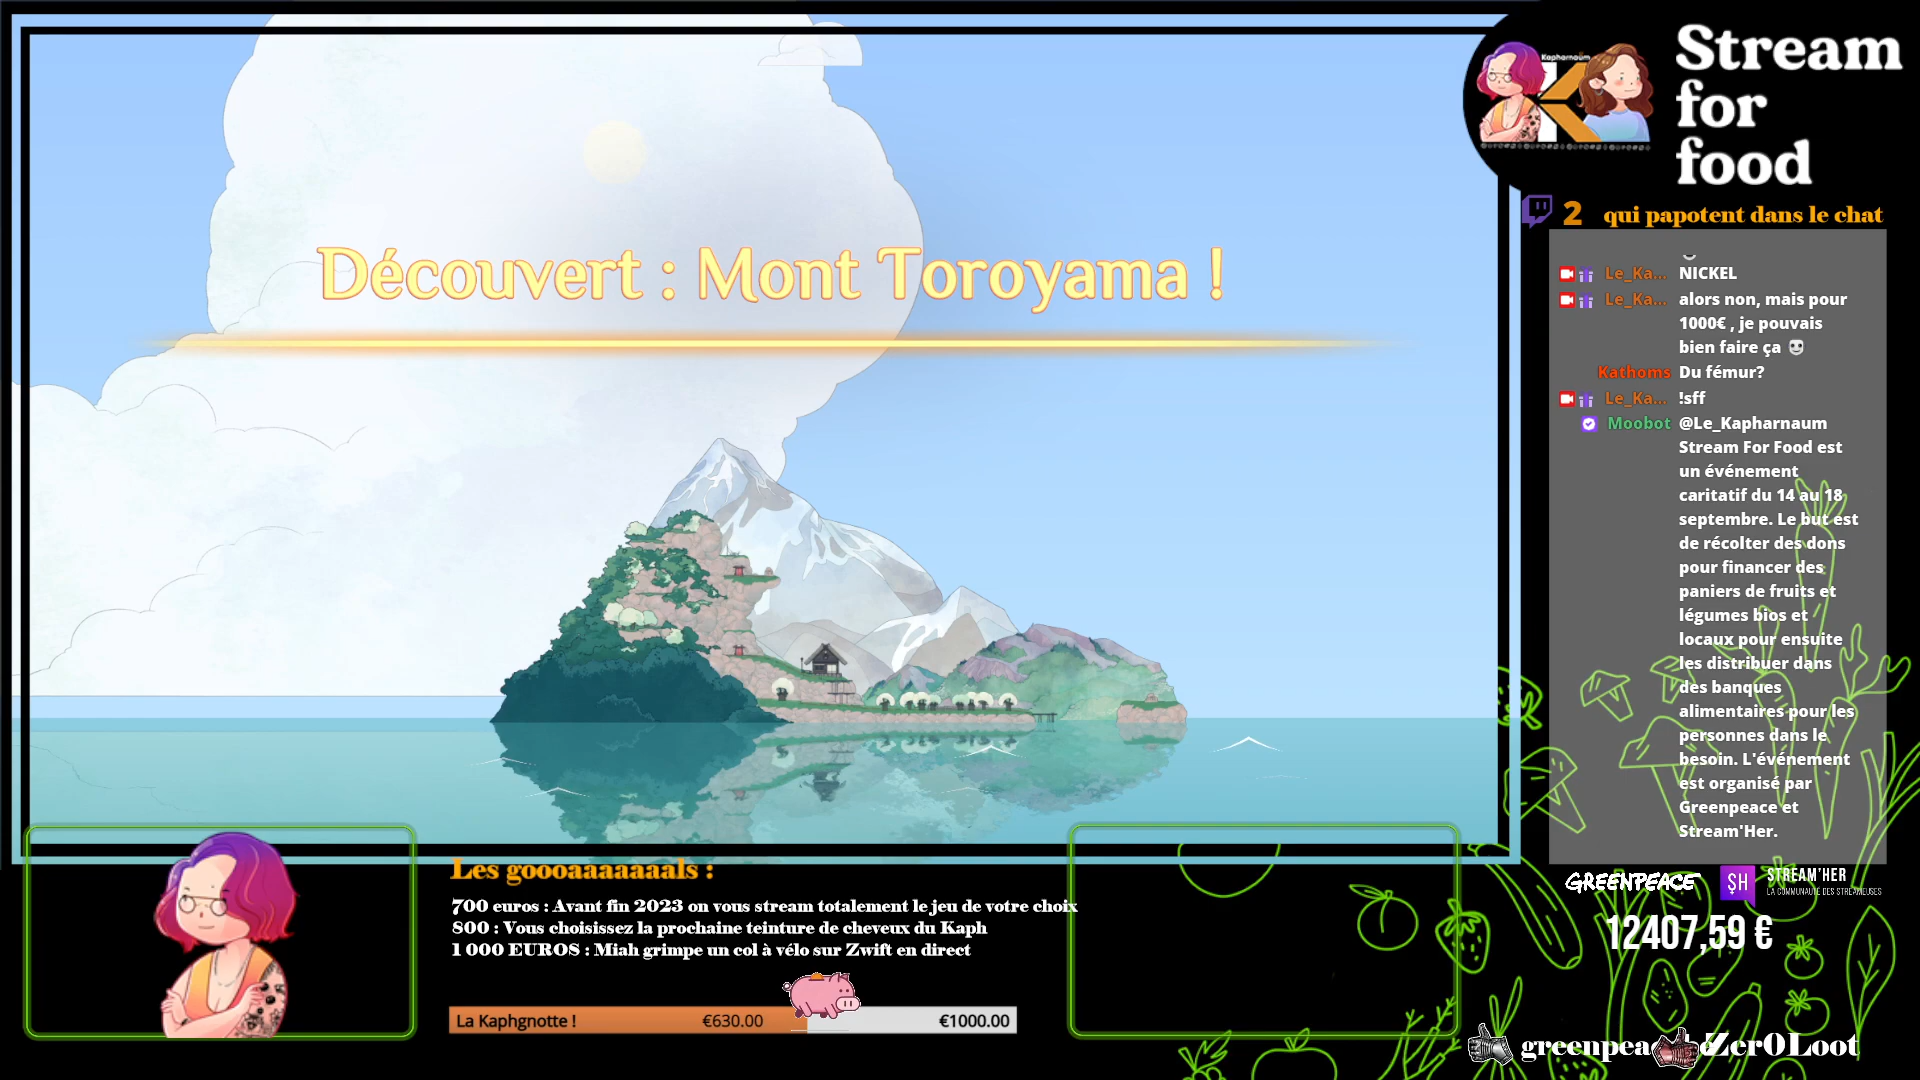 Stream
for
food
Kapharnaüm
2 qui papotent dans le chat
Découvert : Mont Toroyama !
Le_Ka... NICKEL
Le_Ka... alors non, mais pour
1000€ , je pouvais
bien faire ça
Kathoms Du fémur?
Le_Ka... !sff
Moobot @Le_Kapharnaum
Stream For Food est
un événement
caritatif du 14 au 18
septembre. Le but est
de récolter des dons
pour financer des
paniers de fruits et
légumes bios et
locaux pour ensuite
les distribuer dans
des banques
alimentaires pour les
personnes dans le
besoin. L'événement
est organisé par
Greenpeace et
Stream'Her.
GREENPEACE SH STREAM'HER
LA COMMUNAUTÉ DES STREAMEUSES
12407,59 €
Les goooaaaaaaals :
700 euros : Avant fin 2023 on vous stream totalement le jeu de votre choix
800 : Vous choisissez la prochaine teinture de cheveux du Kaph
1 000 EUROS : Miah grimpe un col à vélo sur Zwift en direct
La Kaphgnotte ! €630.00 €1000.00
greenpea ZerOLoot